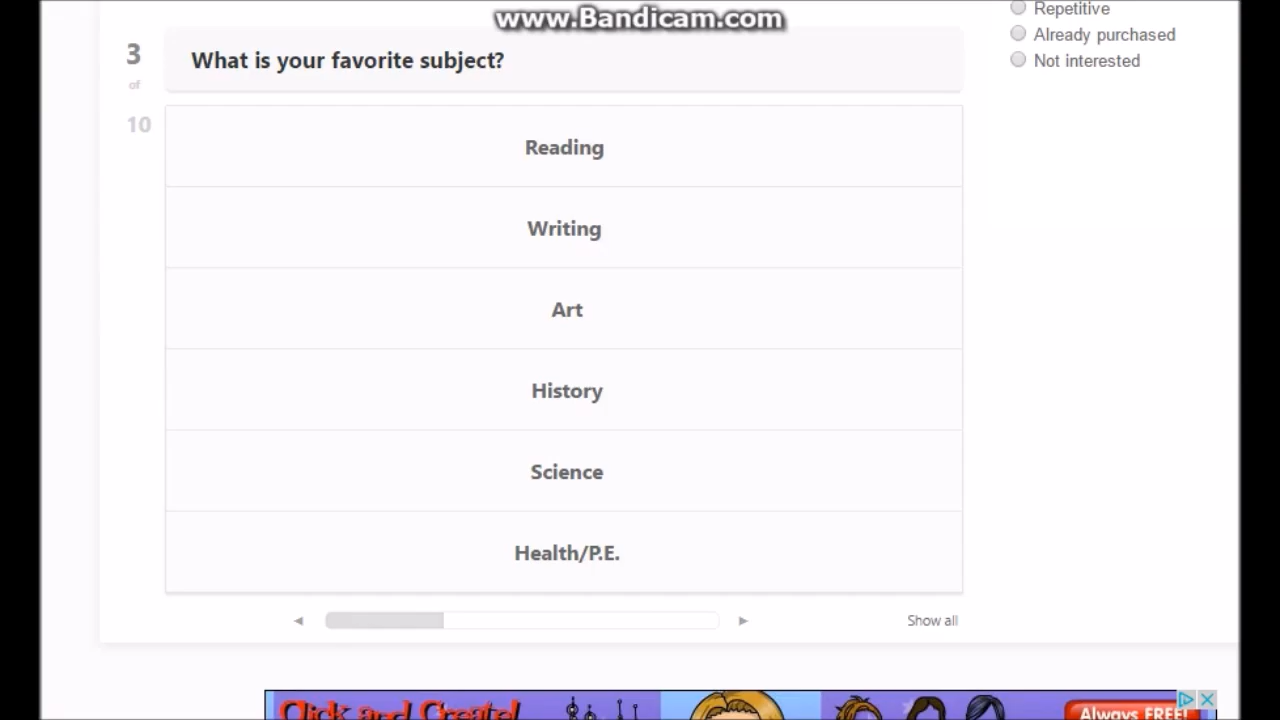 www.Bandicam.com
Repetitive
Already purchased
Not interested
3
of
10
What is your favorite subject?
Reading
Writing
Art
History
Science
Health/P.E.
Show all
Click and Create!
Always FREE!